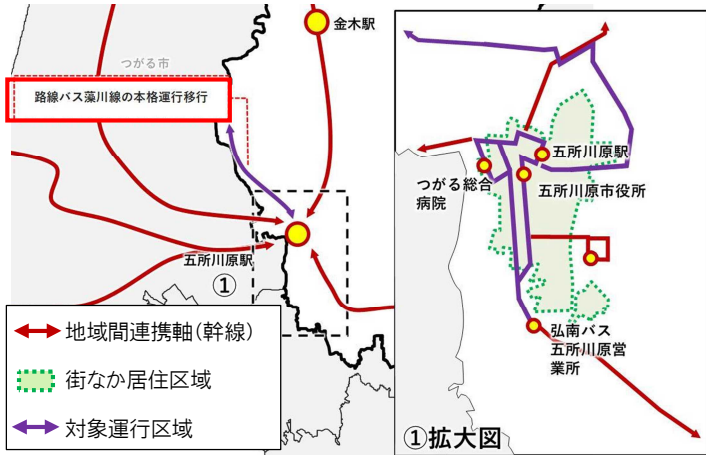 金木駅
つがる市
路線バス藻川線の本格運行移行
五所川原駅
①
地域間連携軸(幹線)
街なか居住区域
対象運行区域
五所川原駅
つがる総合
病院
五所川原市役所
弘南バス
五所川原営
業所
①拡大図